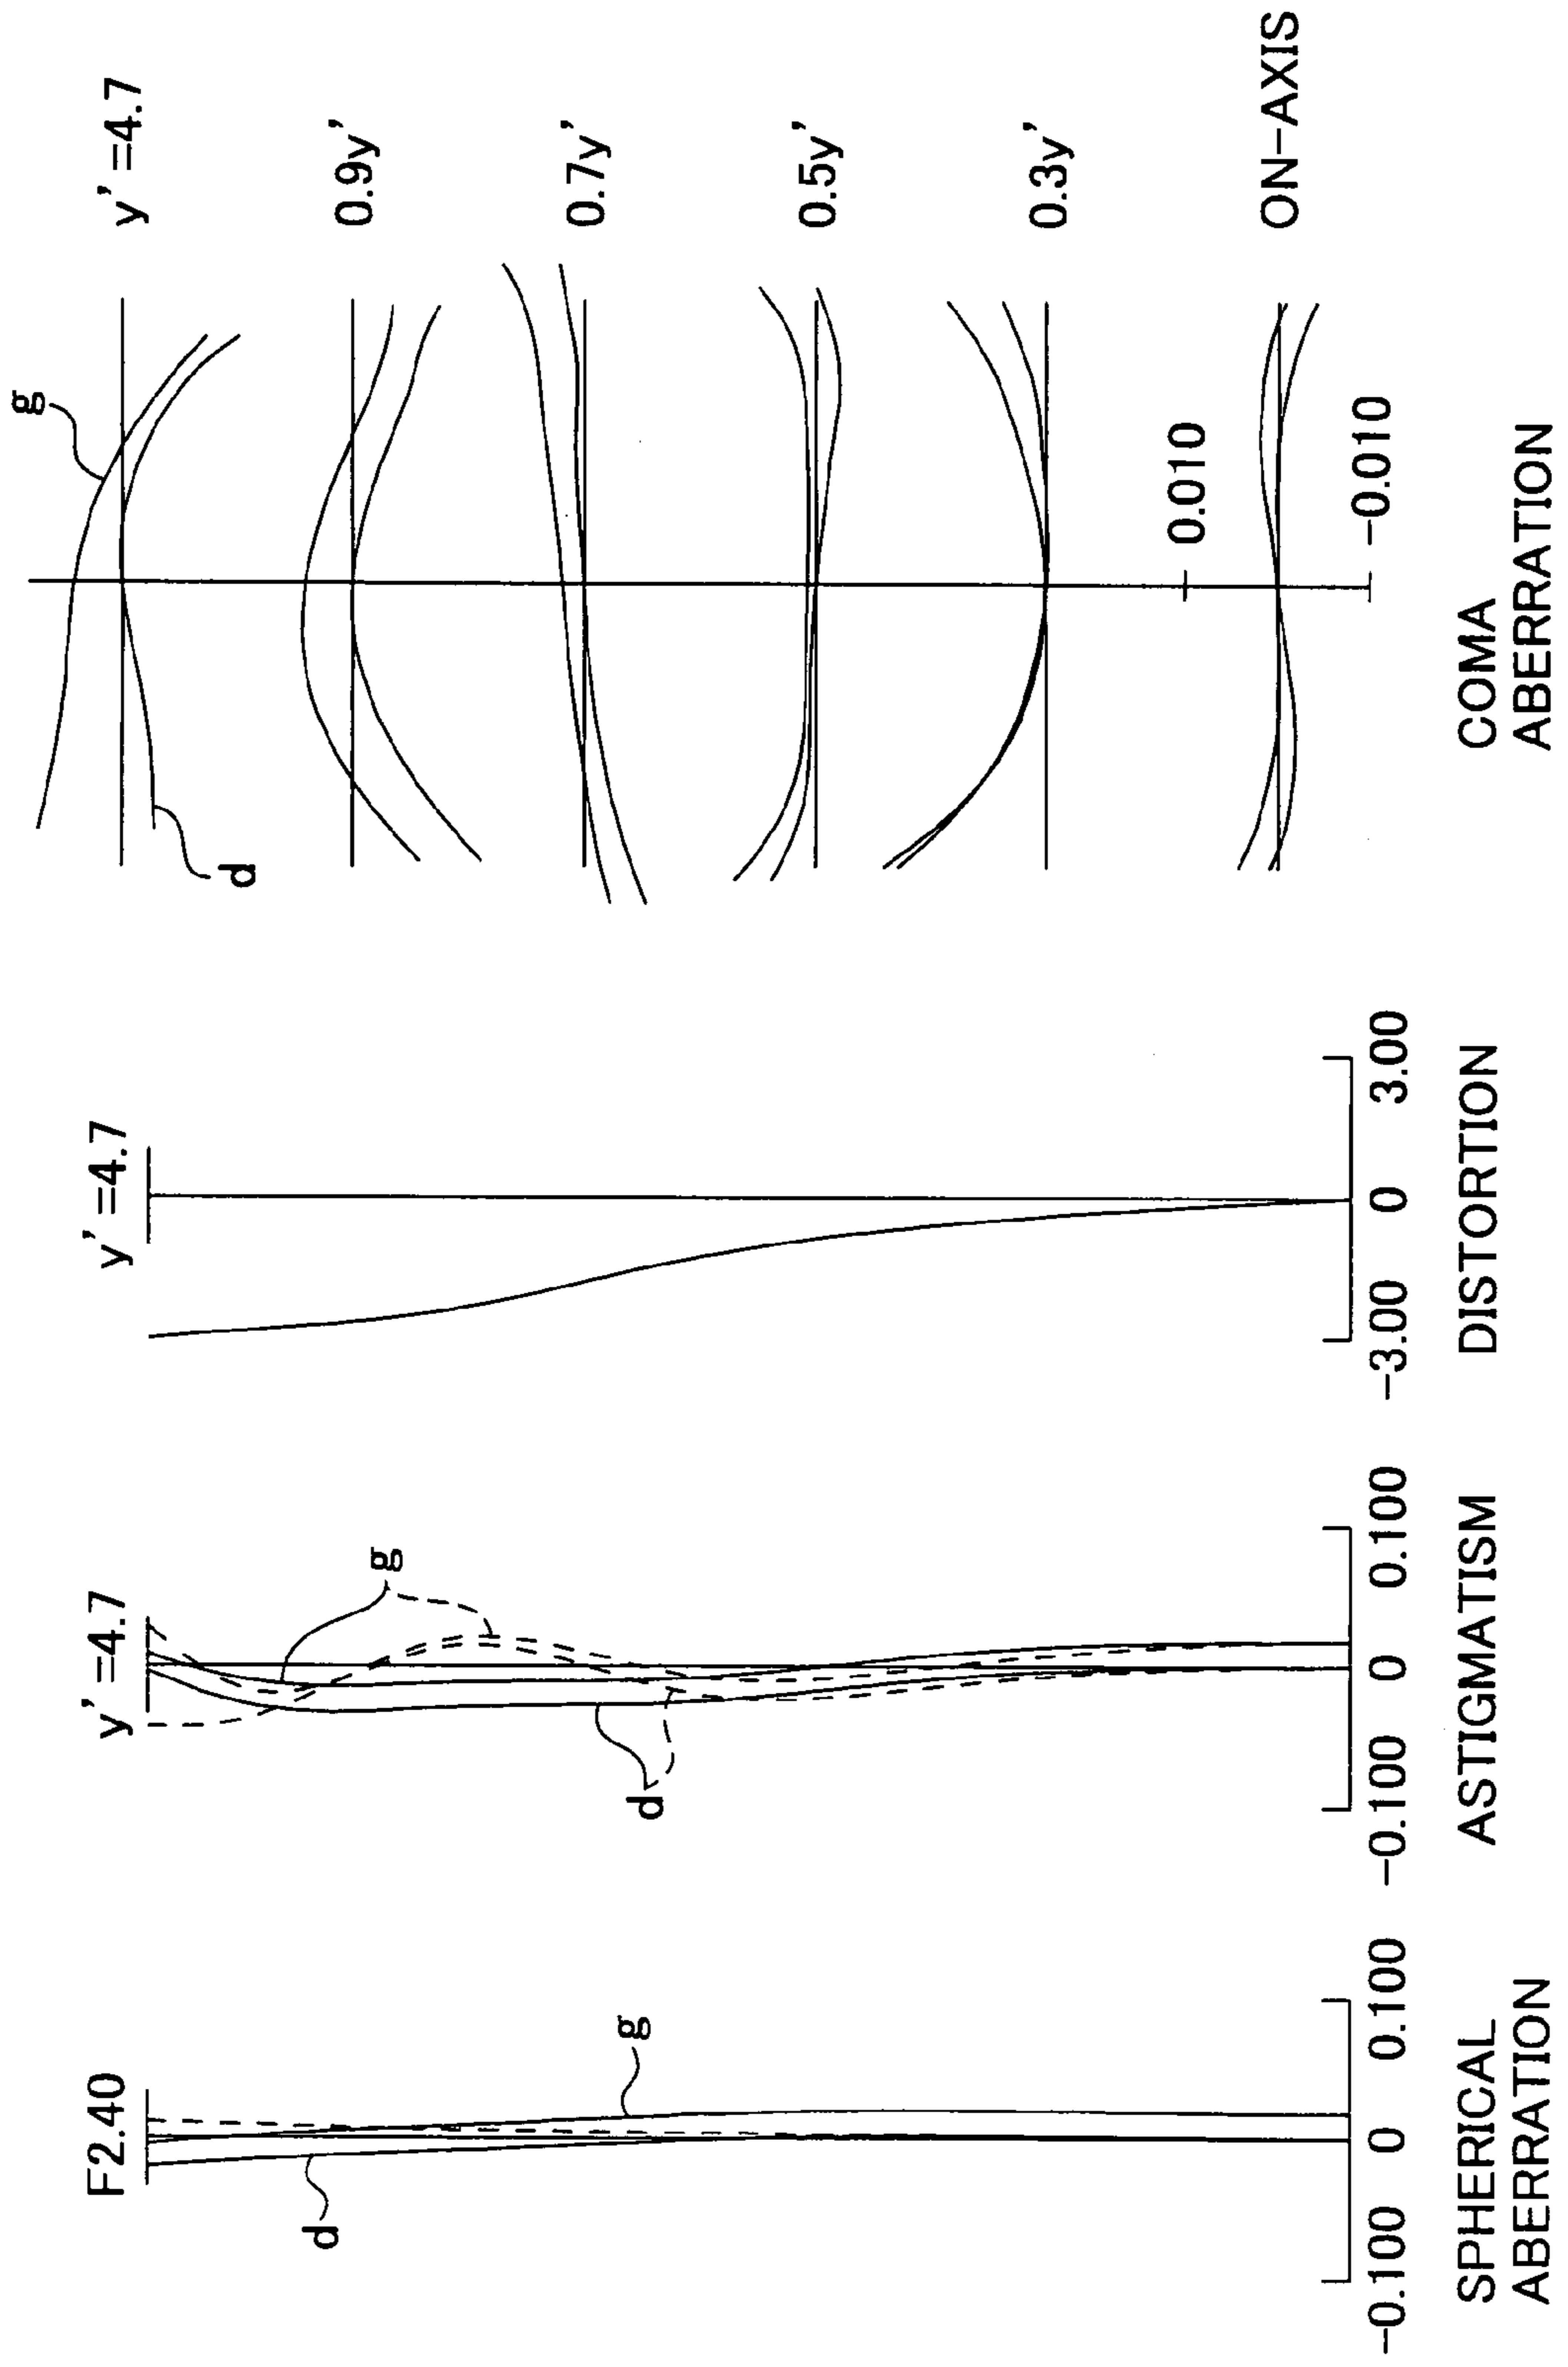 F2.40
d
g
-0.100
0
0.100
SPHERICAL
ABERRATION
y' =4.7
g
d
-0.100
0
0.100
ASTIGMATISM
y' =4.7
-3.00
0
3.00
DISTORTION
g
d
y' =4.7
0.9y'
0.7y'
0.5y'
0.3y'
0.010
ON-AXIS
-0.010
COMA
ABERRATION